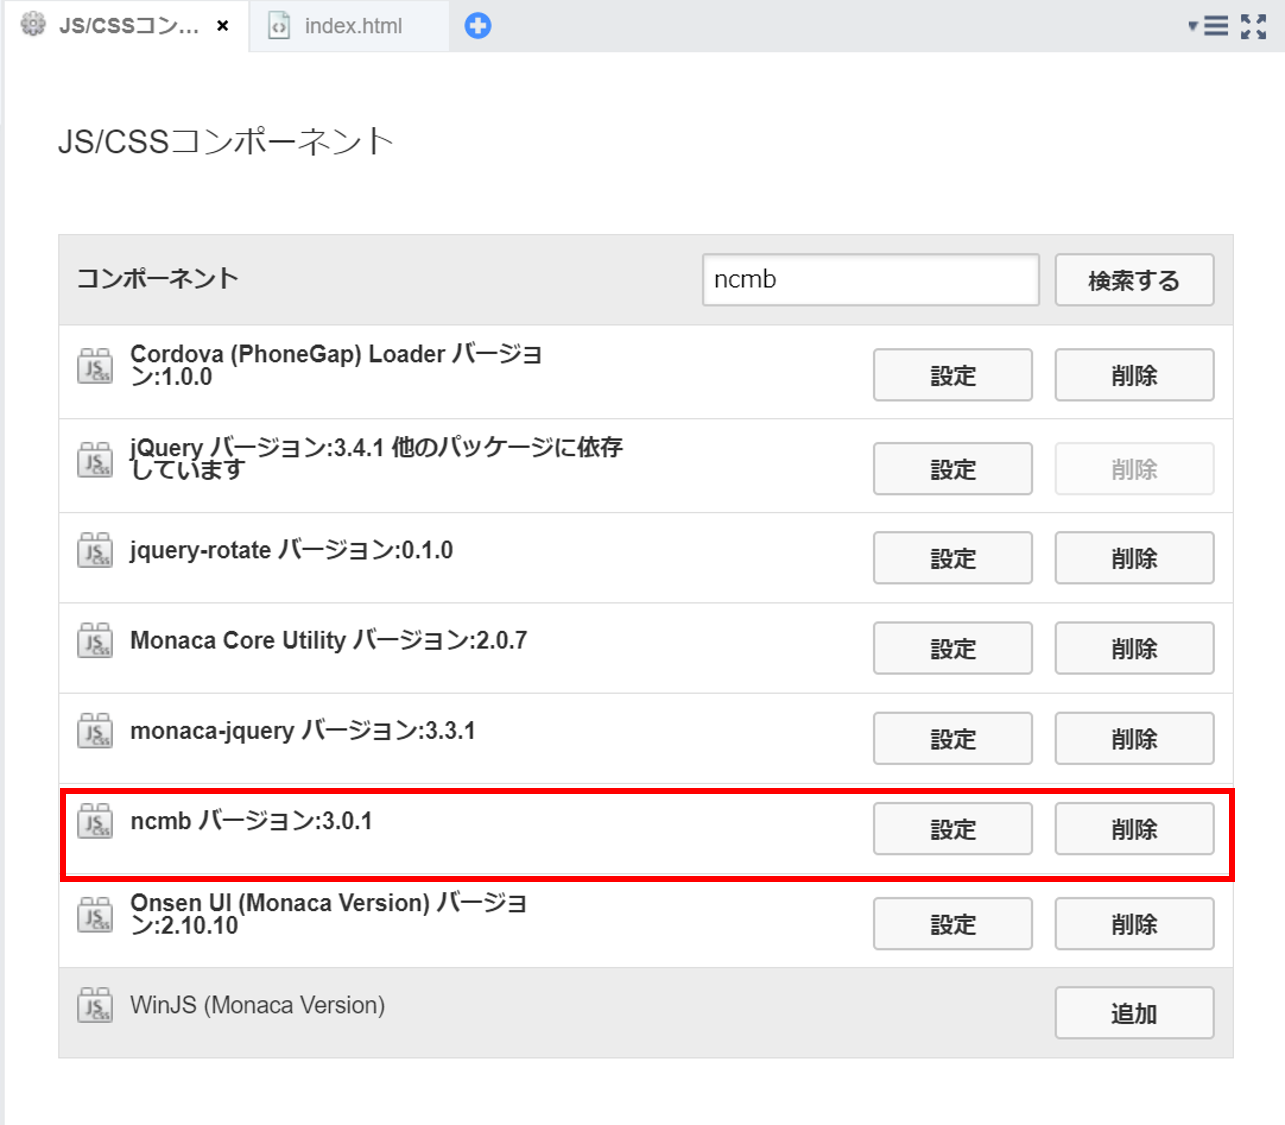 JS/CSSコン... × index.html
JS/CSSコンポーネント
コンポーネント ncmb 検索する
Cordova (PhoneGap) Loader バージョ
ン:1.0.0
設定 削除
jQuery バージョン:3.4.1 他のパッケージに依存
しています
設定 削除
jquery-rotate バージョン:0.1.0 設定 削除
Monaca Core Utility バージョン:2.0.7 設定 削除
monaca-jquery バージョン:3.3.1 設定 削除
ncmb バージョン:3.0.1 設定 削除
Onsen UI (Monaca Version) バージョ
ン:2.10.10
設定 削除
WinJS (Monaca Version) 追加